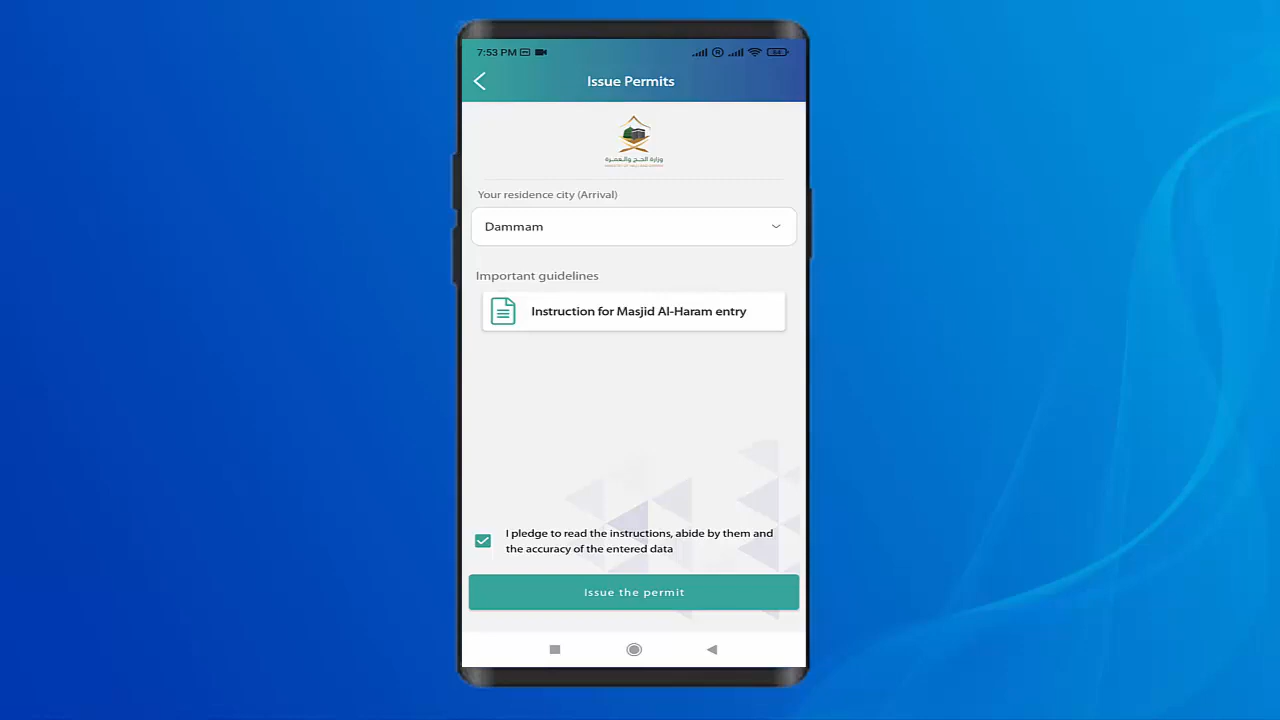 7:53 PM
Issue Permits
وزارة الحج والعمرة
Your residence city (Arrival)
Dammam
Important guidelines
Instruction for Masjid Al-Haram entry
I pledge to read the instructions, abide by them and
the accuracy of the entered data
Issue the permit